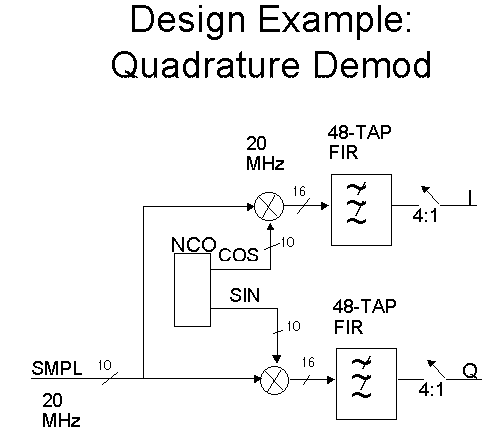 Design Example:
Quadrature Demod
48-TAP
FIR
20
MHz
16
I
4:1
NCO
COS
10
SIN
10
48-TAP
FIR
SMPL
10
16
Q
4:1
20
MHz